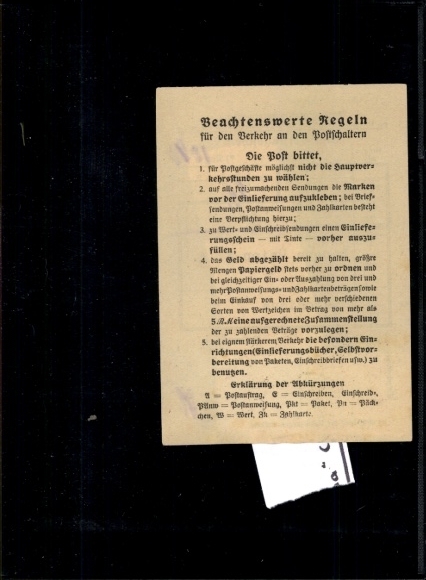 Beachtenswerte Regeln
für den Verkehr an den Postschaltern
Die Post bittet,
1. für Postgeschäfte möglichst nicht die Hauptver-
kehrsstunden zu wählen;
2. auf alle freizumachenden Sendungen die Marken
vor der Einlieferung aufzukleben; bei Brief-
sendungen, Postanweisungen und Zahlkarten besteht
eine Verpflichtung hierzu;
3. zu Wert- und Einschreibsendungen einen Einliefe-
rungsschein — mit Tinte — vorher auszu-
füllen;
4. das Geld abgezählt bereit zu halten, größre
Mengen Papiergeld stets vorher zu ordnen und
bei gleichzeitiger Ein- oder Auszahlung von drei und
mehr Postanweisungs- und Zahlkartenbeträgen sowie
beim Einkauf von drei oder mehr verschiedenen
Sorten von Wertzeichen im Betrag von mehr als
5 RM eine aufgerechnete Zusammenstellung
der zu zahlenden Beträge vorzulegen;
5. bei eignem stärkerem Verkehr die besondern Ein-
richtungen (Einlieferungsbücher, Selbstvor-
bereitung von Paketen, Einschreibbriefen usw.) zu
benutzen.
Erklärung der Abkürzungen
A = Postauftrag, E = Einschreiben, Einschreib-,
PAnw = Postanweisung, Pkt = Paket, Pn = Päck-
chen, W = Wert, Zk = Zahlkarte.